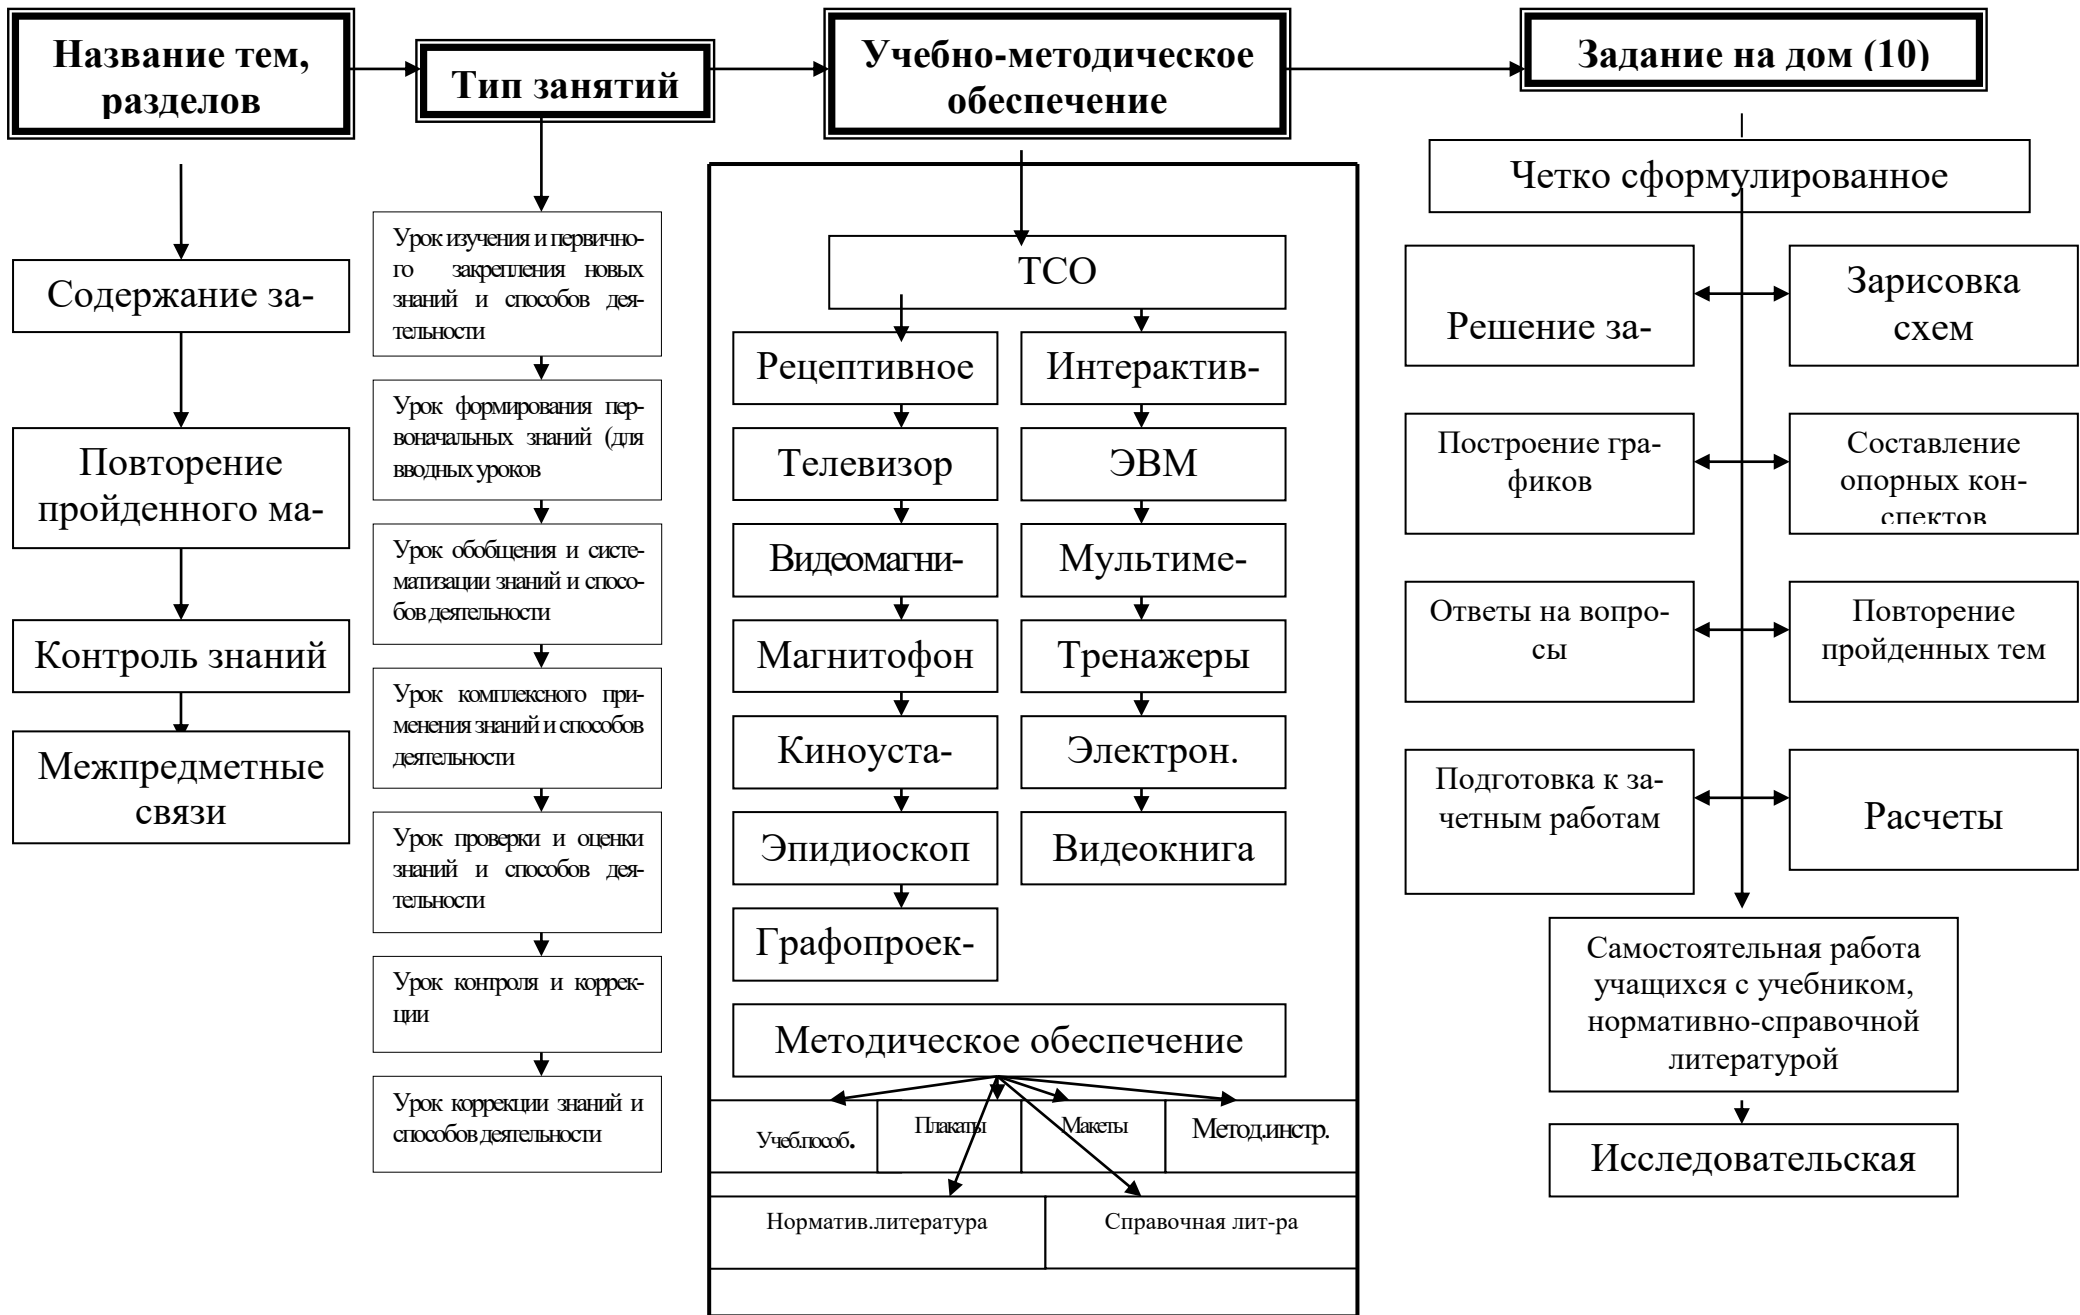 Название тем,
разделов
Тип занятий
Учебно-методическое
обеспечение
Задание на дом (10)
Содержание за-
Повторение
пройденного ма-
Контроль знаний
Межпредметные
связи
Урок изучения и первично-
го закрепления новых
знаний и способов дея-
тельности
Урок формирования пер-
воначальных знаний (для
вводных уроков
Урок обобщения и систе-
матизации знаний и спосо-
бов деятельности
Урок комплексного при-
менения знаний и способов
деятельности
Урок проверки и оценки
знаний и способов дея-
тельности
Урок контроля и коррек-
ции
Урок коррекции знаний и
способов деятельности
ТСО
Рецептивное
Телевизор
Видеомагни-
Магнитофон
Киноуста-
Эпидиоскоп
Графопроек-
Интерактив-
ЭВМ
Мультиме-
Тренажеры
Электрон.
Видеокнига
Методическое обеспечение
Учеб.пособ.
Плакаты
Макеты
Метод.инстр.
Норматив.литература
Справочная лит-ра
Четко сформулированное
Решение за-
Зарисовка
схем
Построение гра-
фиков
Составление
опорных кон-
спектов
Ответы на вопро-
сы
Повторение
пройденных тем
Подготовка к за-
четным работам
Расчеты
Самостоятельная работа
учащихся с учебником,
нормативно-справочной
литературой
Исследовательская